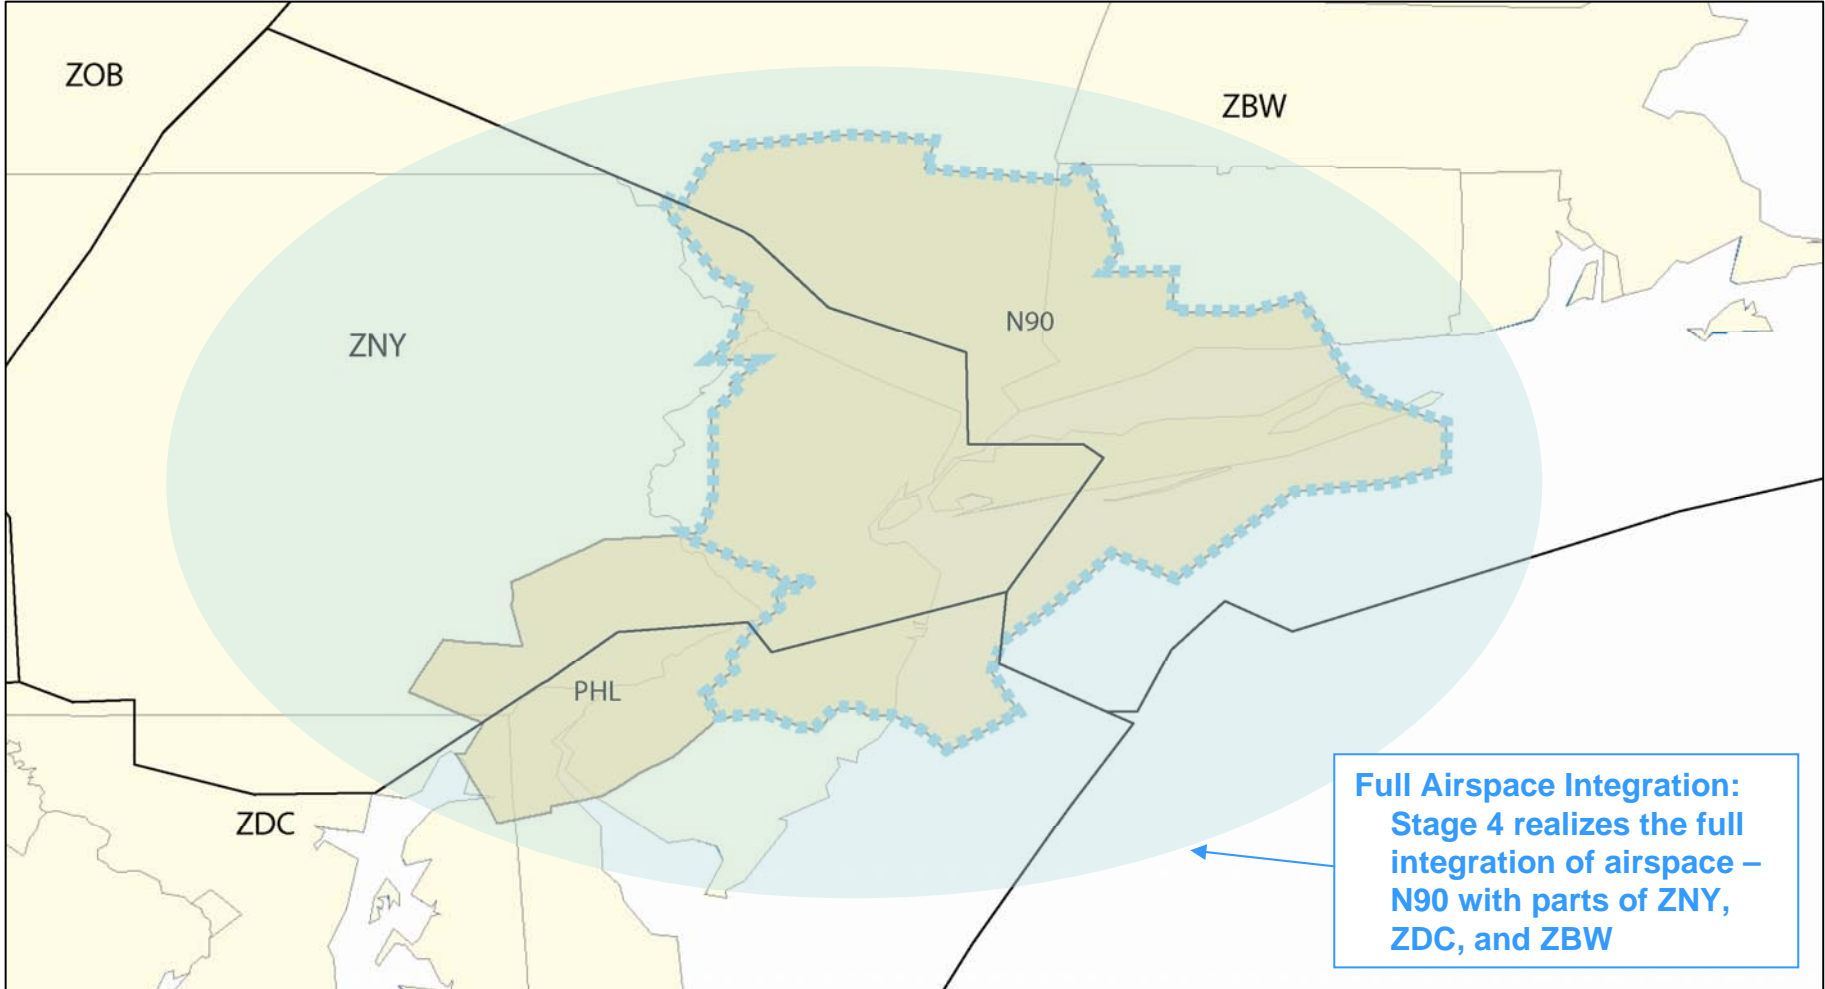 ZOB
ZBW
N90
ZNY
PHL
ZDC
Full Airspace Integration:
Stage 4 realizes the full
integration of airspace –
N90 with parts of ZNY,
ZDC, and ZBW